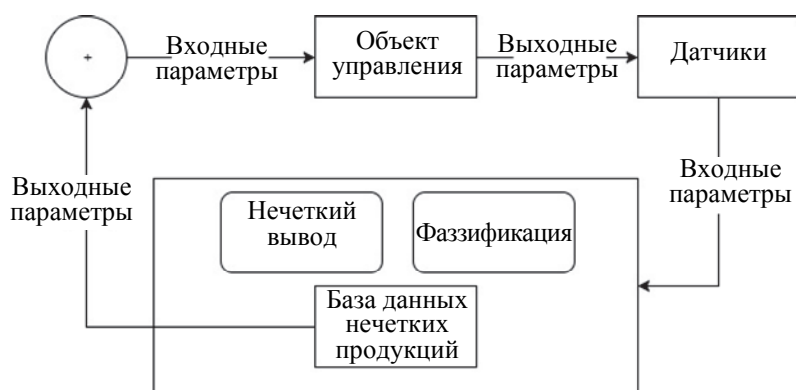 +
Входные
параметры
Объект
управления
Выходные
параметры
Датчики
Входные
параметры
Выходные
параметры
Нечеткий
вывод
Фаззификация
База данных
нечетких
продукций